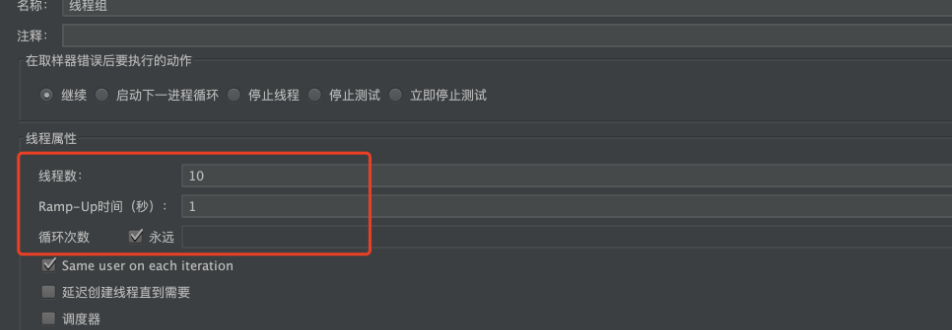 名称： 线程组
注释：
在取样器错误后要执行的动作
继续 启动下一进程循环 停止线程 停止测试 立即停止测试
线程属性
线程数： 10
Ramp-Up时间（秒）： 1
循环次数 永远
Same user on each iteration
延迟创建线程直到需要
调度器